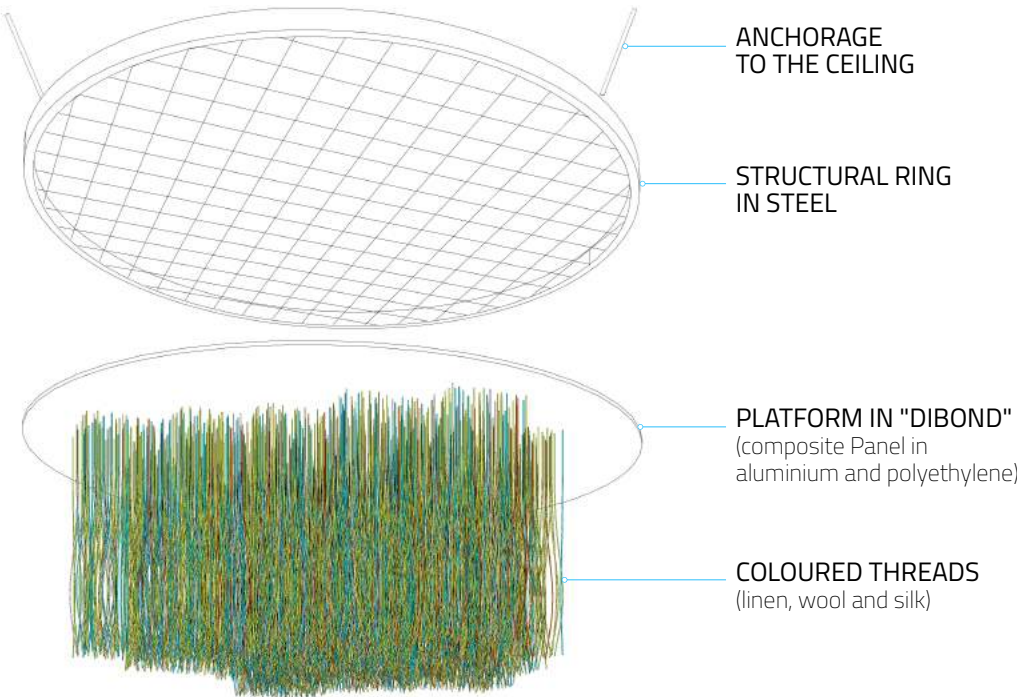 ANCHORAGE
TO THE CEILING
STRUCTURAL RING
IN STEEL
PLATFORM IN "DIBOND"
(composite Panel in
aluminium and polyethylene)
COLOURED THREADS
(linen, wool and silk)